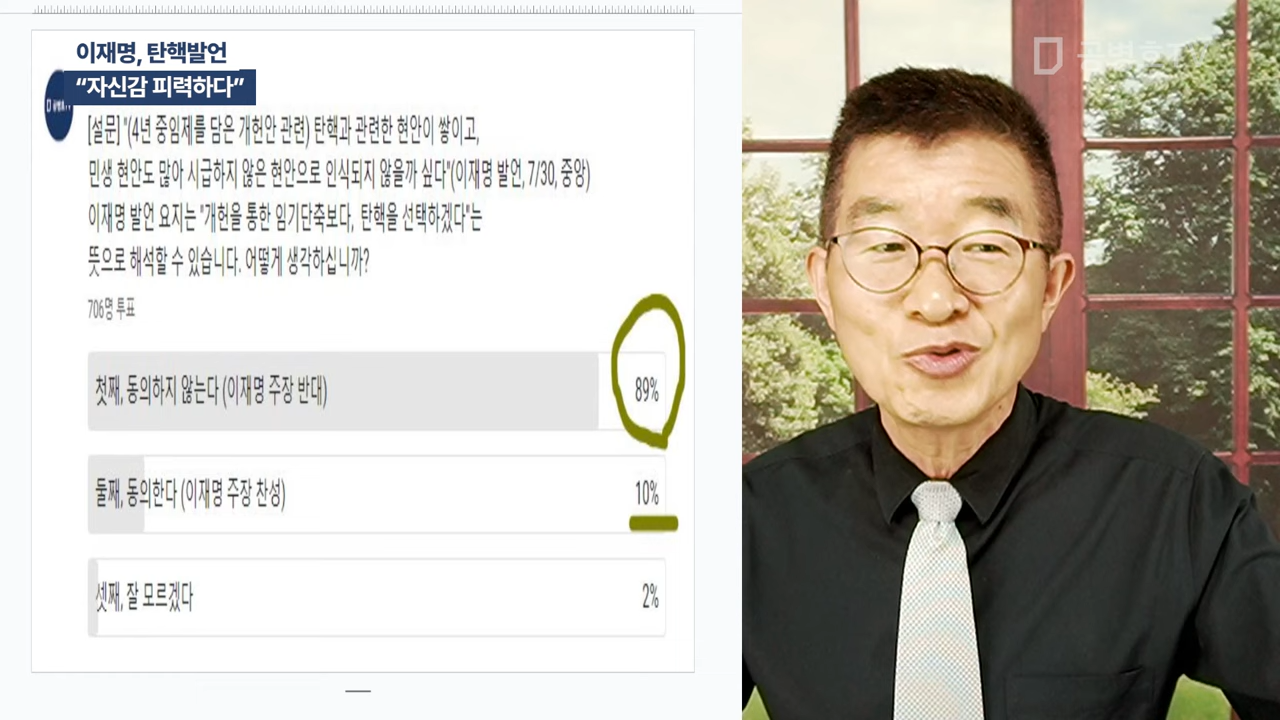 이재명, 탄핵발언
“자신감 피력하다”
공병호TV
[설문] "(4년 중임제를 담은 개헌안 관련) 탄핵과 관련한 현안이 쌓이고,
민생 현안도 많아 시급하지 않은 현안으로 인식되지 않을까 싶다"(이재명 발언, 7/30, 중앙)
이재명 발언 요지는 "개헌을 통한 임기단축보다, 탄핵을 선택하겠다"는
뜻으로 해석할 수 있습니다. 어떻게 생각하십니까?
706명 투표
첫째, 동의하지 않는다 (이재명 주장 반대)
89%
둘째, 동의한다 (이재명 주장 찬성)
10%
셋째, 잘 모르겠다
2%